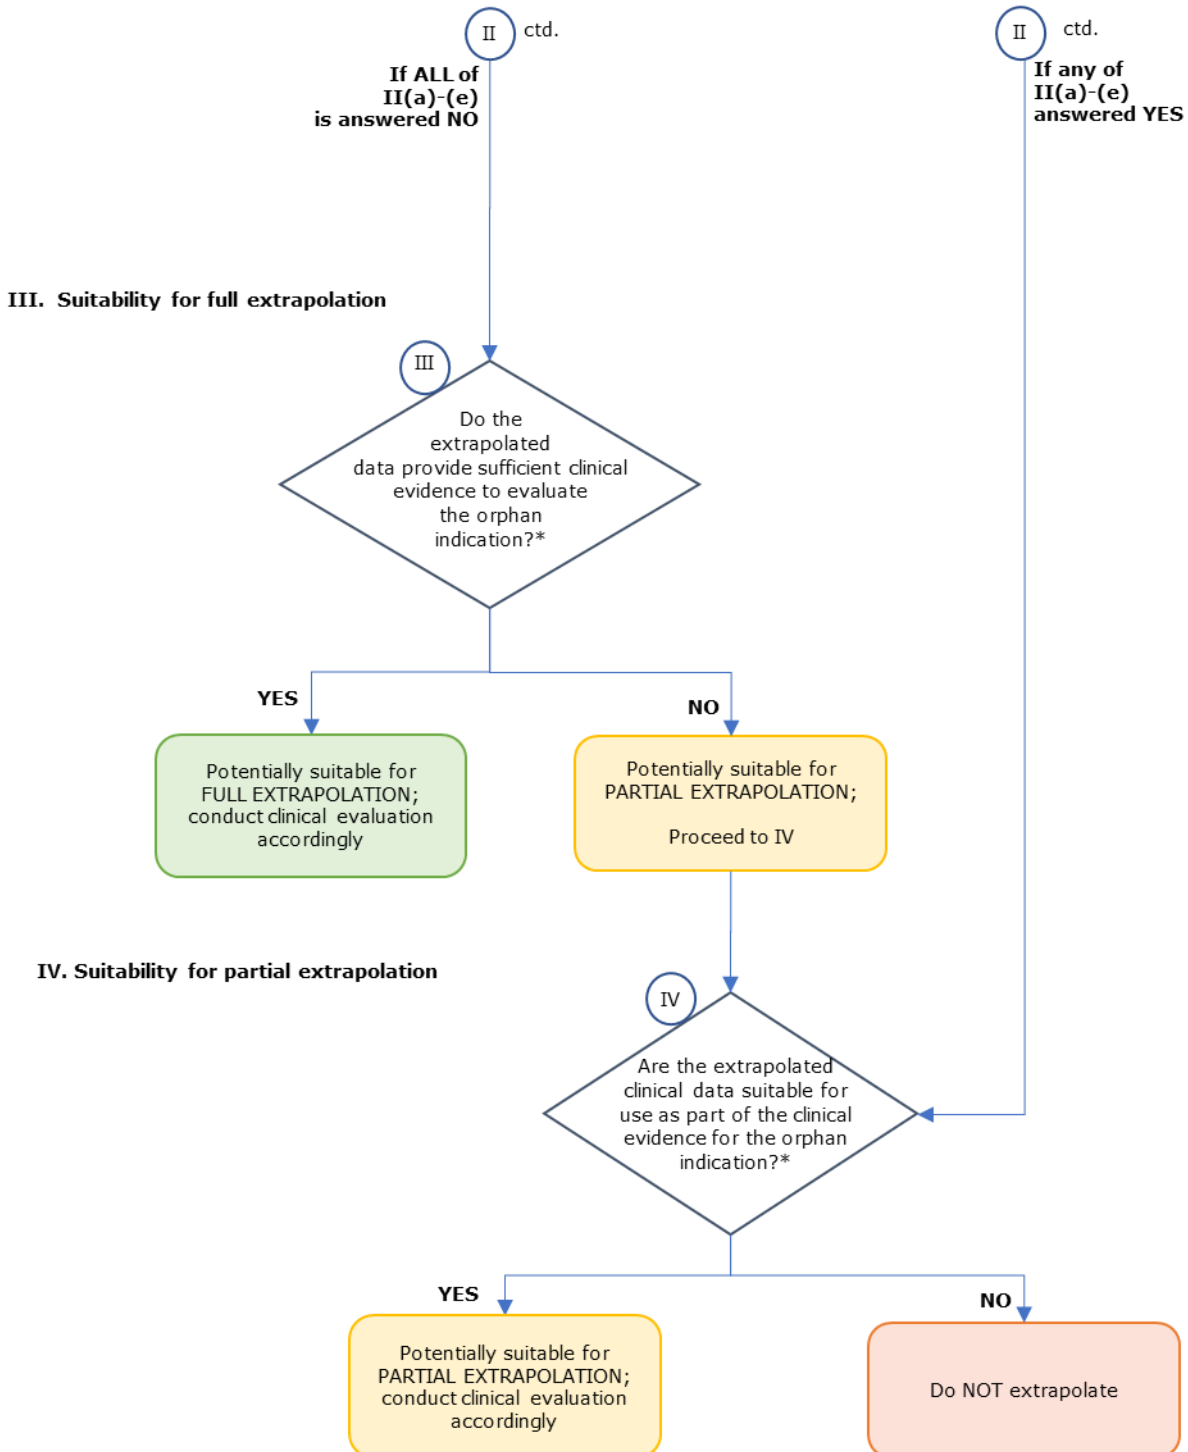 II ctd.
If ALL of
II(a)-(e)
is answered NO
II ctd.
If any of
II(a)-(e)
answered YES
III. Suitability for full extrapolation
III
Do the
extrapolated
data provide sufficient clinical
evidence to evaluate
the orphan
indication?*
YES
NO
Potentially suitable for
FULL EXTRAPOLATION;
conduct clinical evaluation
accordingly
Potentially suitable for
PARTIAL EXTRAPOLATION;
Proceed to IV
IV. Suitability for partial extrapolation
IV
Are the extrapolated
clinical data suitable for
use as part of the clinical
evidence for the orphan
indication?*
YES
NO
Potentially suitable for
PARTIAL EXTRAPOLATION;
conduct clinical evaluation
accordingly
Do NOT extrapolate